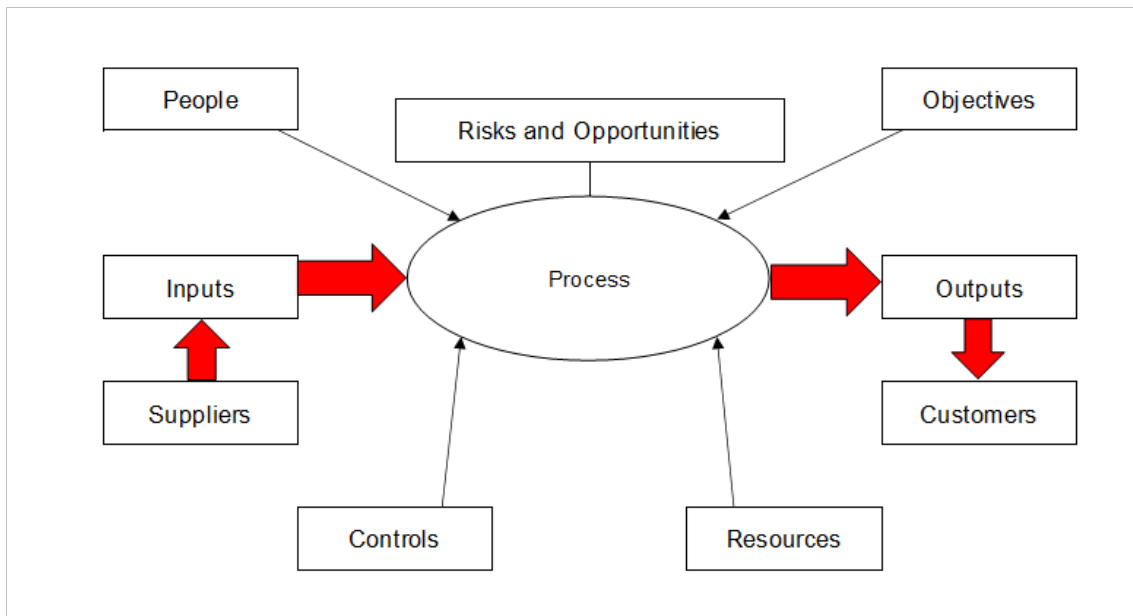 People
Risks and Opportunities
Objectives
Inputs
Process
Outputs
Suppliers
Customers
Controls
Resources